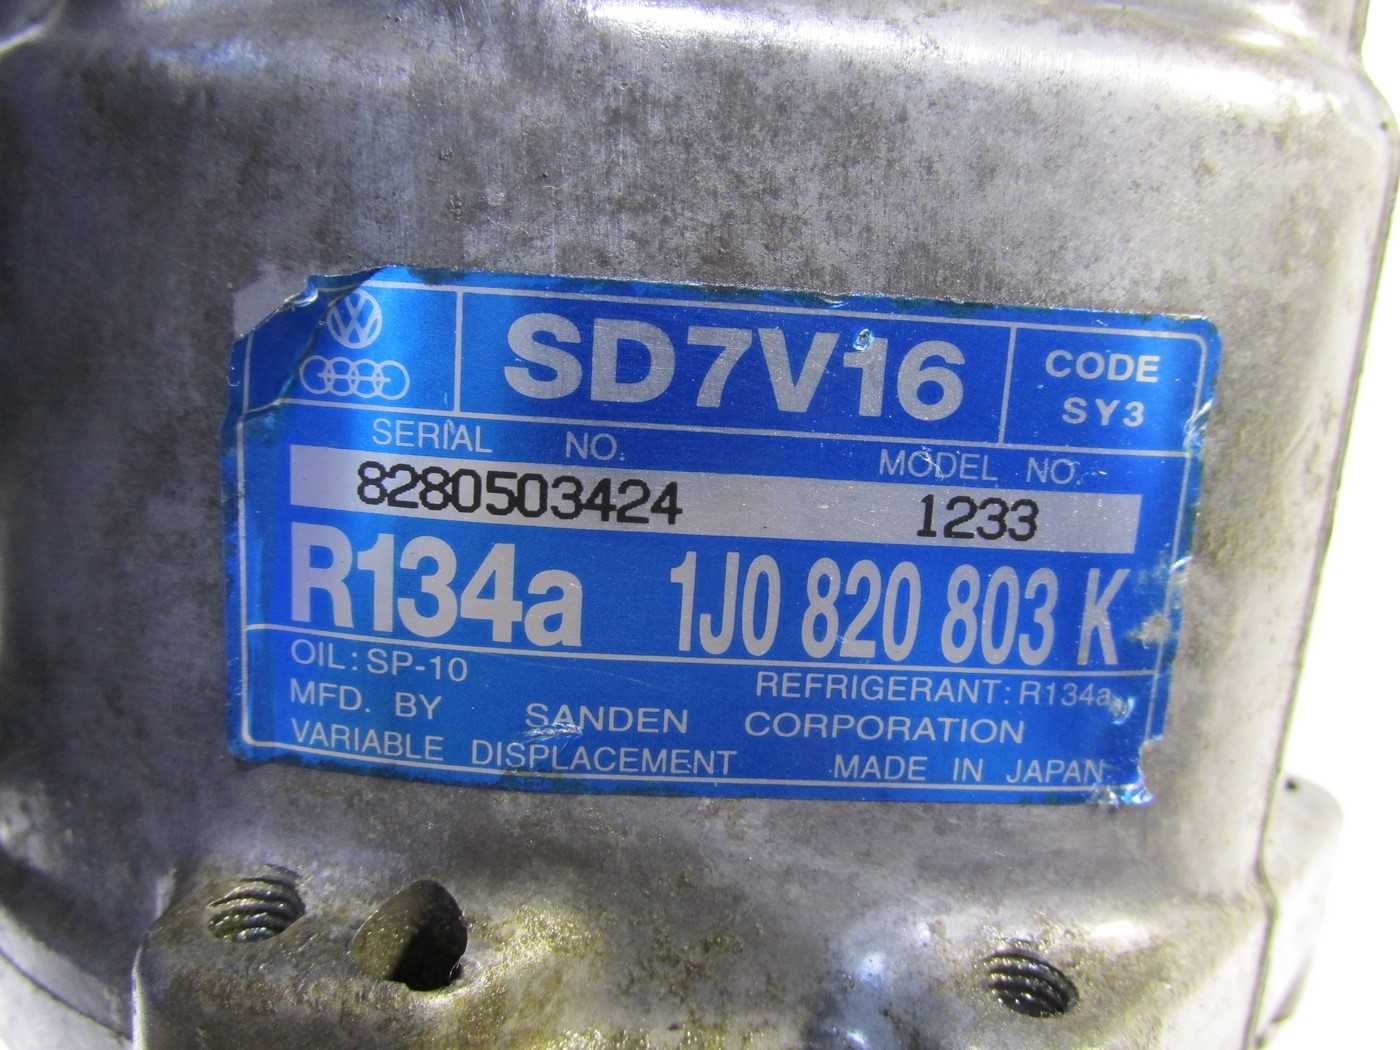 SD7V16
CODE
SY3
SERIAL NO.
MODEL NO.
8280503424
1233
R134a
1J0 820 803 K
OIL: SP-10
REFRIGERANT: R134a
MFD. BY SANDEN CORPORATION
VARIABLE DISPLACEMENT
MADE IN JAPAN